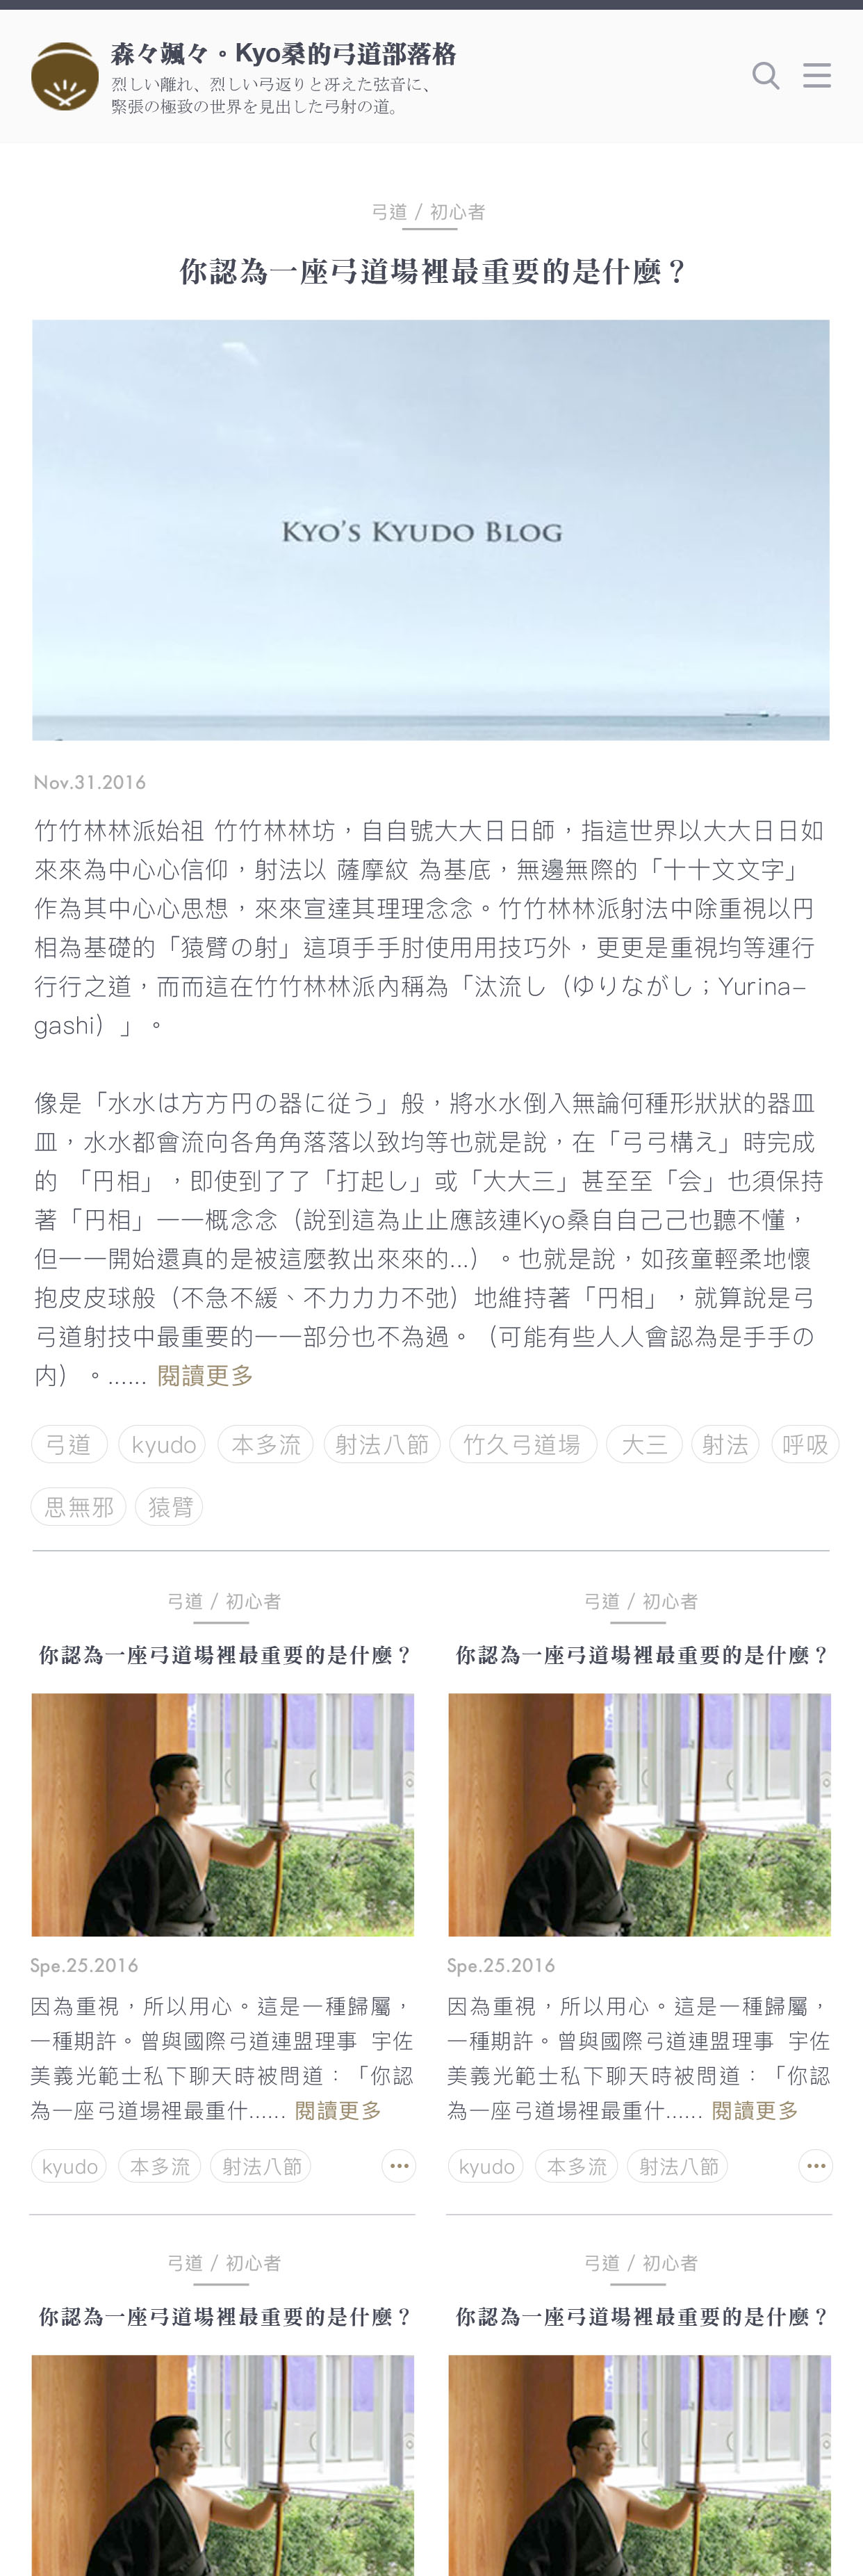 森々颯々。Kyo桑的弓道部落格
烈しい離れ、烈しい弓返りと冴えた弦音に、
緊張の極致の世界を見出した弓射の道。
弓道 / 初心者
你認為一座弓道場裡最重要的是什麼？
KYO'S KYUDO BLOG
Nov.31.2016
竹竹林林派始祖 竹竹林林坊，自自號大大日日師，指這世界以大大日日如
來來為中心心信仰，射法以 薩摩紋 為基底，無邊無際的「十十文文字」
作為其中心心思想，來來宣達其理理念念。竹竹林林派射法中除重視以円
相為基礎的「猿臂の射」這項手手肘使用用技巧外，更更是重視均等運行
行行之道，而而這在竹竹林林派內稱為「汰流し（ゆりながし；Yurina-
gashi）」。
像是「水水は方方円の器に従う」般，將水水倒入無論何種形狀狀的器皿
皿，水水都會流向各角角落落以致均等也就是說，在「弓弓構え」時完成
的 「円相」，即使到了了「打起し」或「大大三」甚至至「会」也須保持
著「円相」一一概念念（說到這為止止應該連Kyo桑自自己己也聽不懂，
但一一開始還真的是被這麼教出來來的...）。也就是說，如孩童輕柔地懷
抱皮皮球般（不急不緩、不力力力不弛）地維持著「円相」，就算說是弓
弓道射技中最重要的一一部分也不為過。（可能有些人人會認為是手手の
内）。...... 閱讀更多
弓道 kyudo 本多流 射法八節 竹久弓道場 大三 射法 呼吸
思無邪 猿臂
弓道 / 初心者
你認為一座弓道場裡最重要的是什麼？
Spe.25.2016
因為重視，所以用心。這是一種歸屬，
一種期許。曾與國際弓道連盟理事 宇佐
美義光範士私下聊天時被問道：「你認
為一座弓道場裡最重什...... 閱讀更多
kyudo 本多流 射法八節 •••
弓道 / 初心者
你認為一座弓道場裡最重要的是什麼？
Spe.25.2016
因為重視，所以用心。這是一種歸屬，
一種期許。曾與國際弓道連盟理事 宇佐
美義光範士私下聊天時被問道：「你認
為一座弓道場裡最重什...... 閱讀更多
kyudo 本多流 射法八節 •••
弓道 / 初心者
你認為一座弓道場裡最重要的是什麼？
弓道 / 初心者
你認為一座弓道場裡最重要的是什麼？